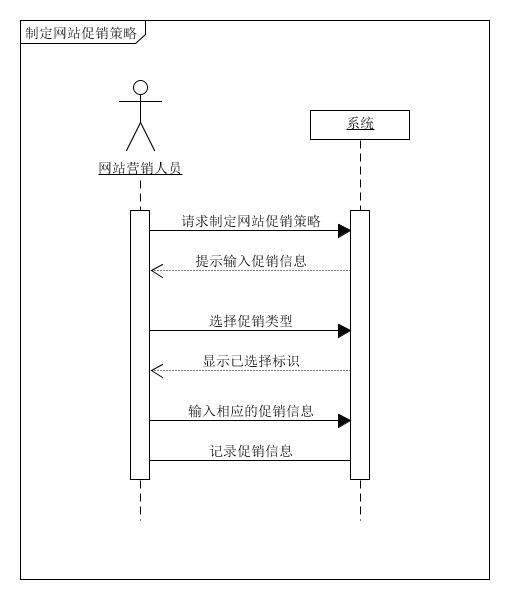 制定网站促销策略
系统
网站营销人员
请求制定网站促销策略
提示输入促销信息
选择促销类型
显示已选择标识
输入相应的促销信息
记录促销信息